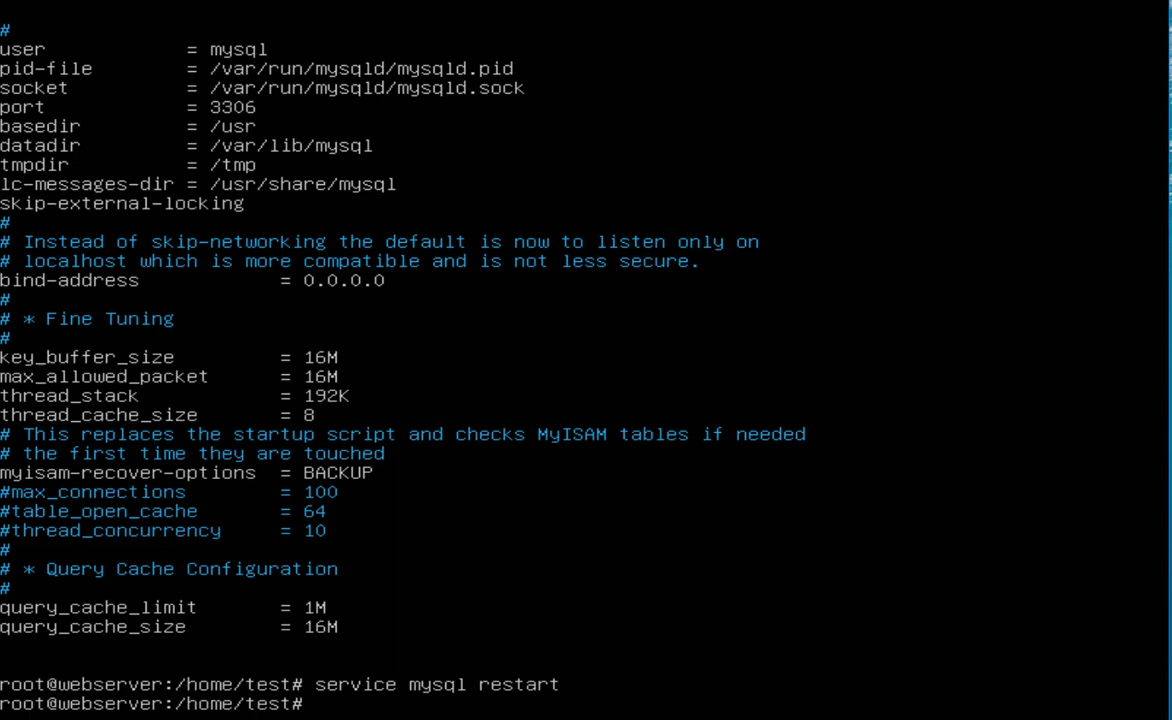 #
user = mysql
pid-file = /var/run/mysqld/mysqld.pid
socket = /var/run/mysqld/mysqld.sock
port = 3306
basedir = /usr
datadir = /var/lib/mysql
tmpdir = /tmp
lc-messages-dir = /usr/share/mysql
skip-external-locking
#
# Instead of skip-networking the default is now to listen only on
# localhost which is more compatible and is not less secure.
bind-address = 0.0.0.0
#
# * Fine Tuning
#
key_buffer_size = 16M
max_allowed_packet = 16M
thread_stack = 192K
thread_cache_size = 8
# This replaces the startup script and checks MyISAM tables if needed
# the first time they are touched
myisam-recover-options = BACKUP
#max_connections = 100
#table_open_cache = 64
#thread_concurrency = 10
#
# * Query Cache Configuration
#
query_cache_limit = 1M
query_cache_size = 16M
root@webserver:/home/test# service mysql restart
root@webserver:/home/test#